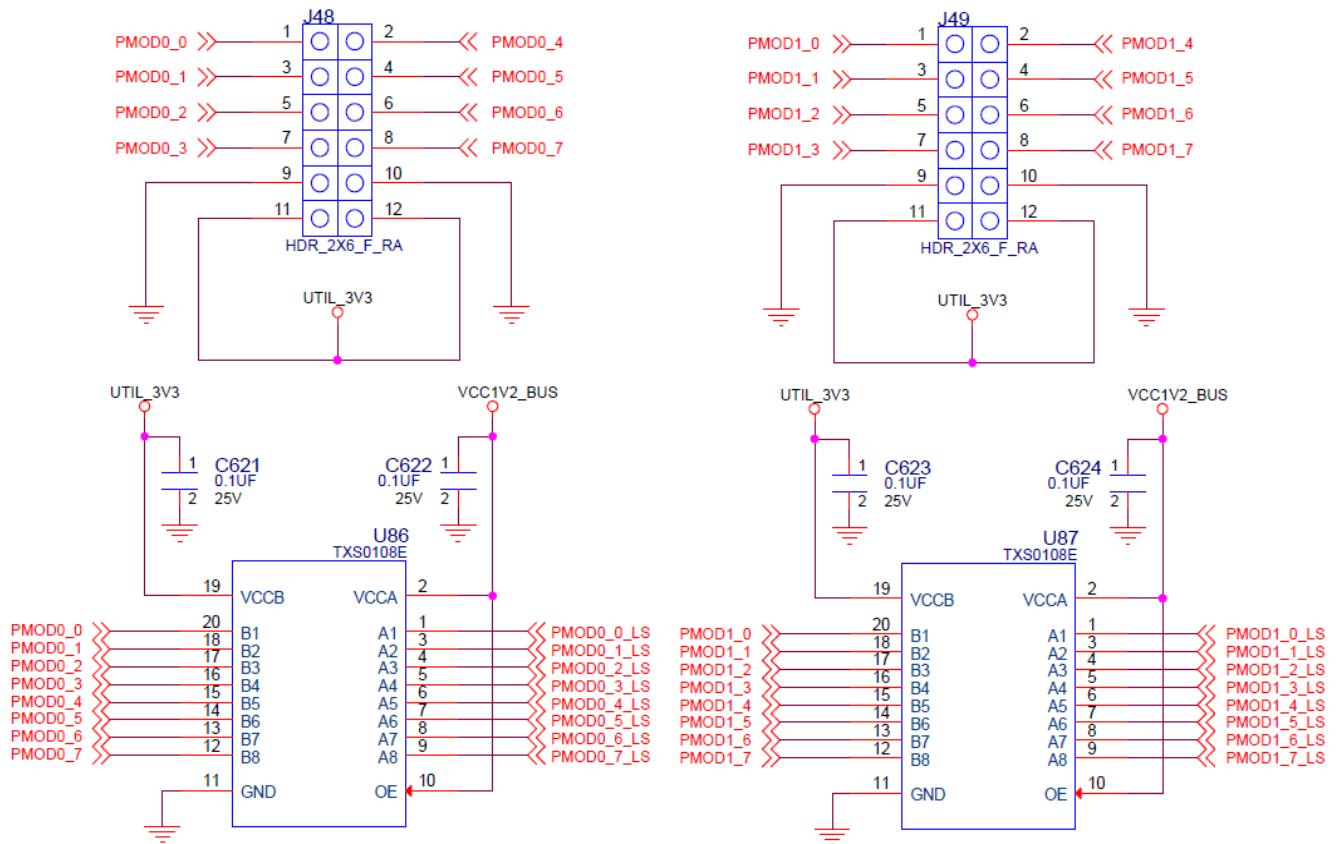 J48
PMOD0_0 1 2 PMOD0_4
PMOD0_1 3 4 PMOD0_5
PMOD0_2 5 6 PMOD0_6
PMOD0_3 7 8 PMOD0_7
9 10
11 12
HDR_2X6_F_RA
UTIL_3V3
J49
PMOD1_0 1 2 PMOD1_4
PMOD1_1 3 4 PMOD1_5
PMOD1_2 5 6 PMOD1_6
PMOD1_3 7 8 PMOD1_7
9 10
11 12
HDR_2X6_F_RA
UTIL_3V3
UTIL_3V3 VCC1V2_BUS
1 C621 C622 1
0.1UF 0.1UF
2 25V 25V 2
U86
TXS0108E
19 VCCB VCCA 2
PMOD0_0 20 B1 A1 1 PMOD0_0_LS
PMOD0_1 18 B2 A2 3 PMOD0_1_LS
PMOD0_2 17 B3 A3 4 PMOD0_2_LS
PMOD0_3 16 B4 A4 5 PMOD0_3_LS
PMOD0_4 15 B5 A5 6 PMOD0_4_LS
PMOD0_5 14 B6 A6 7 PMOD0_5_LS
PMOD0_6 13 B7 A7 8 PMOD0_6_LS
PMOD0_7 12 B8 A8 9 PMOD0_7_LS
11 GND OE 10
UTIL_3V3 VCC1V2_BUS
1 C623 C624 1
0.1UF 0.1UF
2 25V 25V 2
U87
TXS0108E
19 VCCB VCCA 2
PMOD1_0 20 B1 A1 1 PMOD1_0_LS
PMOD1_1 18 B2 A2 3 PMOD1_1_LS
PMOD1_2 17 B3 A3 4 PMOD1_2_LS
PMOD1_3 16 B4 A4 5 PMOD1_3_LS
PMOD1_4 15 B5 A5 6 PMOD1_4_LS
PMOD1_5 14 B6 A6 7 PMOD1_5_LS
PMOD1_6 13 B7 A7 8 PMOD1_6_LS
PMOD1_7 12 B8 A8 9 PMOD1_7_LS
11 GND OE 10